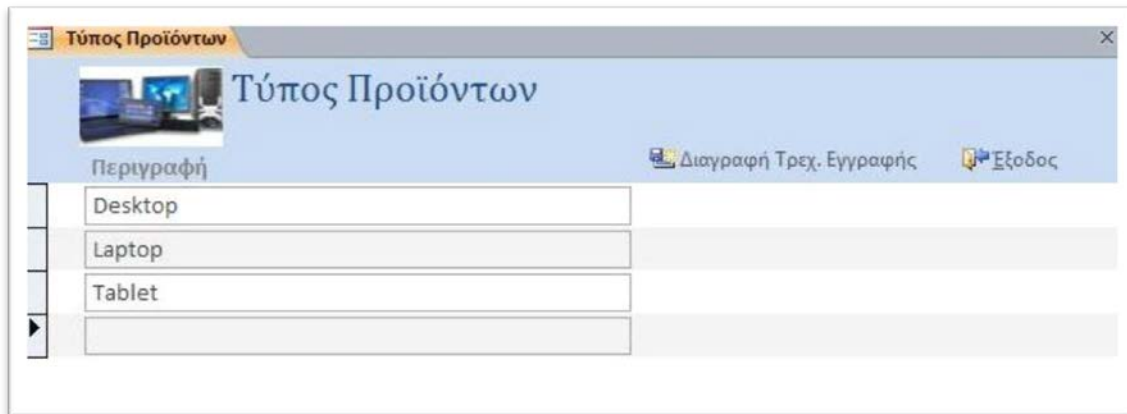 Τύπος Προϊόντων
Τύπος Προϊόντων
Περιγραφή
Διαγραφή Τρεχ. Εγγραφής Έξοδος
Desktop
Laptop
Tablet